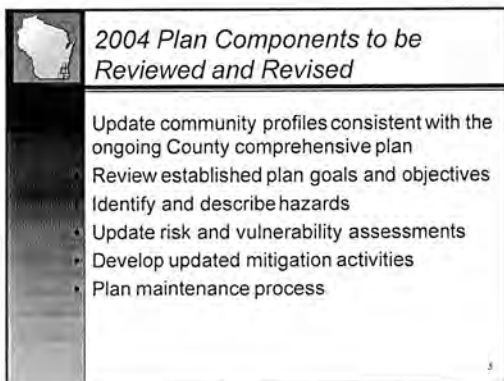 2004 Plan Components to be
Reviewed and Revised
Update community profiles consistent with the
ongoing County comprehensive plan
• Review established plan goals and objectives
Identify and describe hazards
• Update risk and vulnerability assessments
• Develop updated mitigation activities
• Plan maintenance process